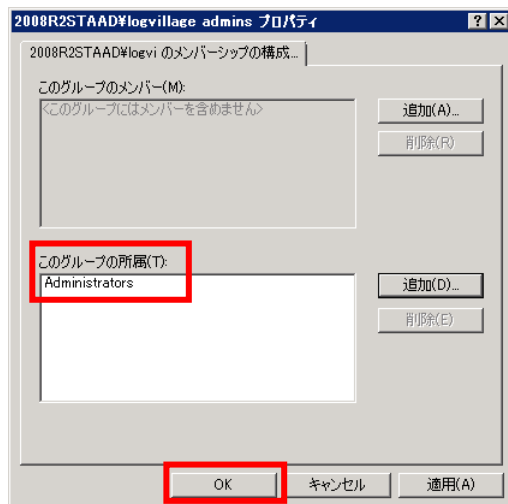 2008R2STAAD¥logvillage admins プロパティ
2008R2STAAD¥logvi のメンバーシップの構成...
このグループのメンバー(M):
<このグループにはメンバーを含めません>
追加(A)...
削除(R)
このグループの所属(T):
Administrators
追加(D)...
削除(E)
OK
キャンセル
適用(A)